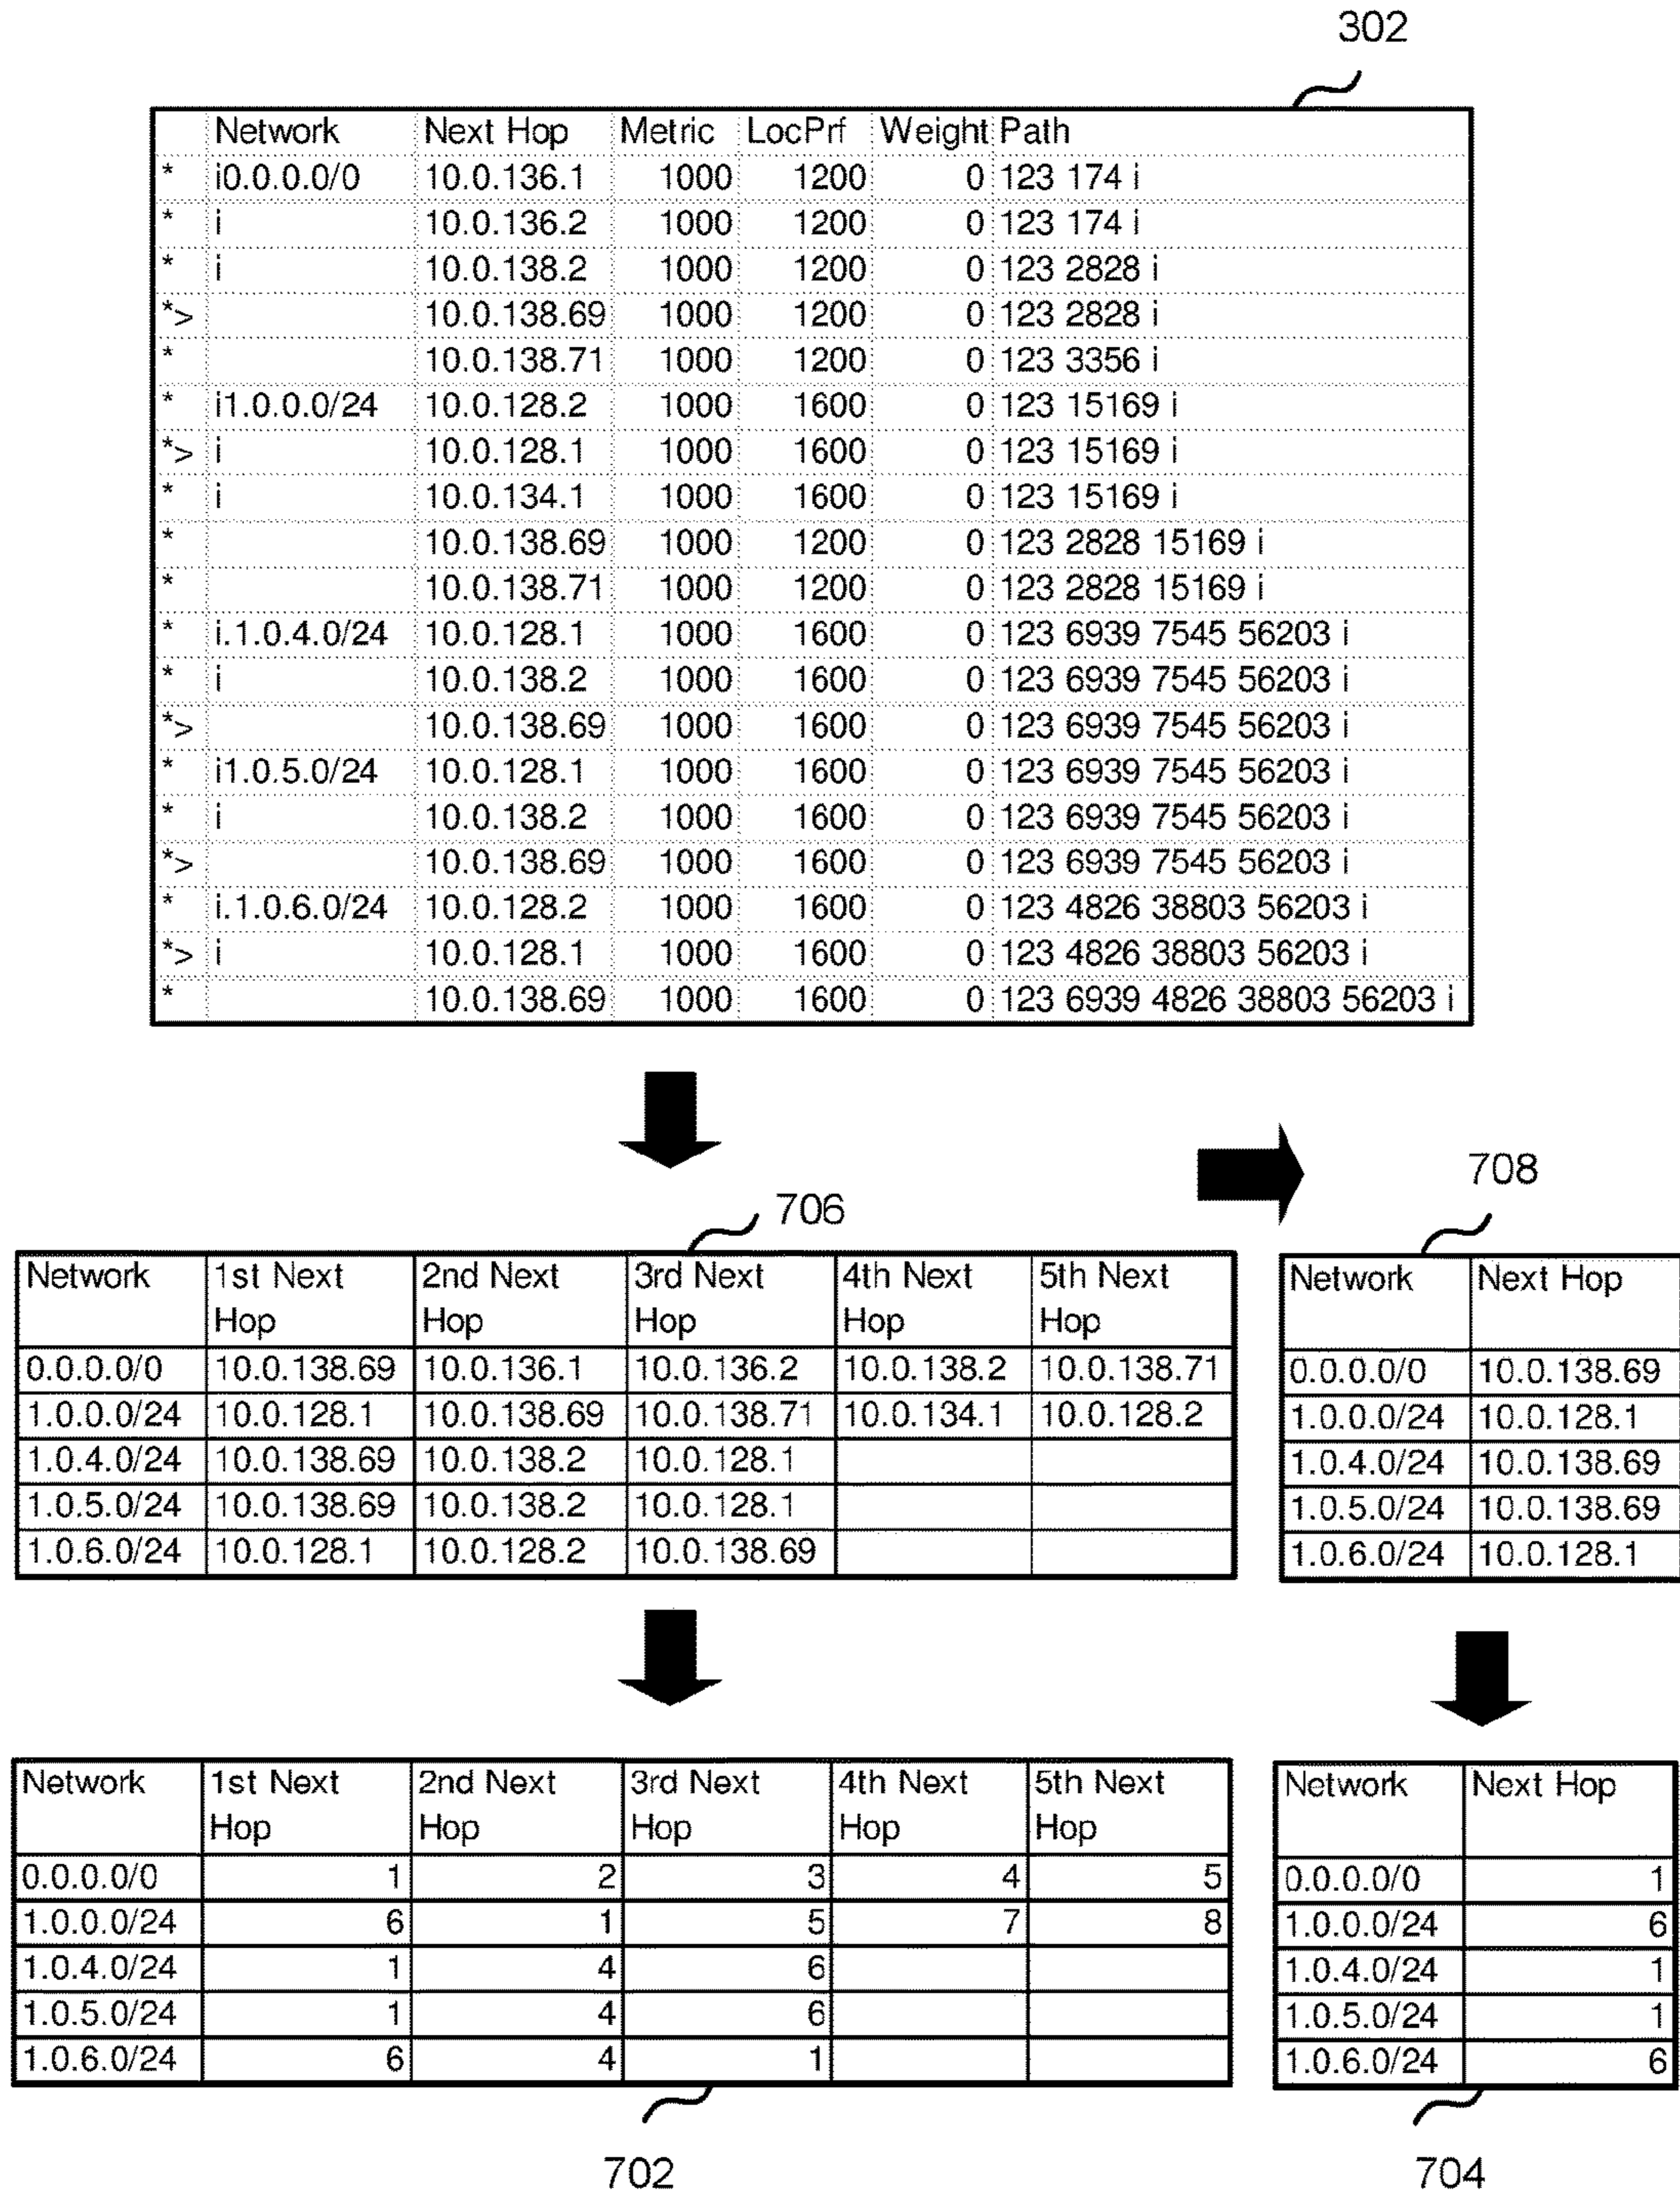 302
Network Next Hop Metric LocPrf Weight Path
* i0.0.0.0/0 10.0.136.1 1000 1200 0 123 174 i
* i 10.0.136.2 1000 1200 0 123 174 i
* i 10.0.138.2 1000 1200 0 123 2828 i
*> 10.0.138.69 1000 1200 0 123 2828 i
* 10.0.138.71 1000 1200 0 123 3356 i
* i1.0.0.0/24 10.0.128.2 1000 1600 0 123 15169 i
*> i 10.0.128.1 1000 1600 0 123 15169 i
* i 10.0.134.1 1000 1600 0 123 15169 i
* 10.0.138.69 1000 1200 0 123 2828 15169 i
* 10.0.138.71 1000 1200 0 123 2828 15169 i
* i.1.0.4.0/24 10.0.128.1 1000 1600 0 123 6939 7545 56203 i
* i 10.0.138.2 1000 1600 0 123 6939 7545 56203 i
*> 10.0.138.69 1000 1600 0 123 6939 7545 56203 i
* i1.0.5.0/24 10.0.128.1 1000 1600 0 123 6939 7545 56203 i
* i 10.0.138.2 1000 1600 0 123 6939 7545 56203 i
*> 10.0.138.69 1000 1600 0 123 6939 7545 56203 i
* i.1.0.6.0/24 10.0.128.2 1000 1600 0 123 4826 38803 56203 i
*> i 10.0.128.1 1000 1600 0 123 4826 38803 56203 i
* 10.0.138.69 1000 1600 0 123 6939 4826 38803 56203 i
706
Network 1st Next 2nd Next 3rd Next 4th Next 5th Next
Hop Hop Hop Hop Hop
0.0.0.0/0 10.0.138.69 10.0.136.1 10.0.136.2 10.0.138.2 10.0.138.71
1.0.0.0/24 10.0.128.1 10.0.138.69 10.0.138.71 10.0.134.1 10.0.128.2
1.0.4.0/24 10.0.138.69 10.0.138.2 10.0.128.1
1.0.5.0/24 10.0.138.69 10.0.138.2 10.0.128.1
1.0.6.0/24 10.0.128.1 10.0.128.2 10.0.138.69
708
Network Next Hop
0.0.0.0/0 10.0.138.69
1.0.0.0/24 10.0.128.1
1.0.4.0/24 10.0.138.69
1.0.5.0/24 10.0.138.69
1.0.6.0/24 10.0.128.1
Network 1st Next 2nd Next 3rd Next 4th Next 5th Next
Hop Hop Hop Hop Hop
0.0.0.0/0 1 2 3 4 5
1.0.0.0/24 6 1 5 7 8
1.0.4.0/24 1 4 6
1.0.5.0/24 1 4 6
1.0.6.0/24 6 4 1
702
Network Next Hop
0.0.0.0/0 1
1.0.0.0/24 6
1.0.4.0/24 1
1.0.5.0/24 1
1.0.6.0/24 6
704